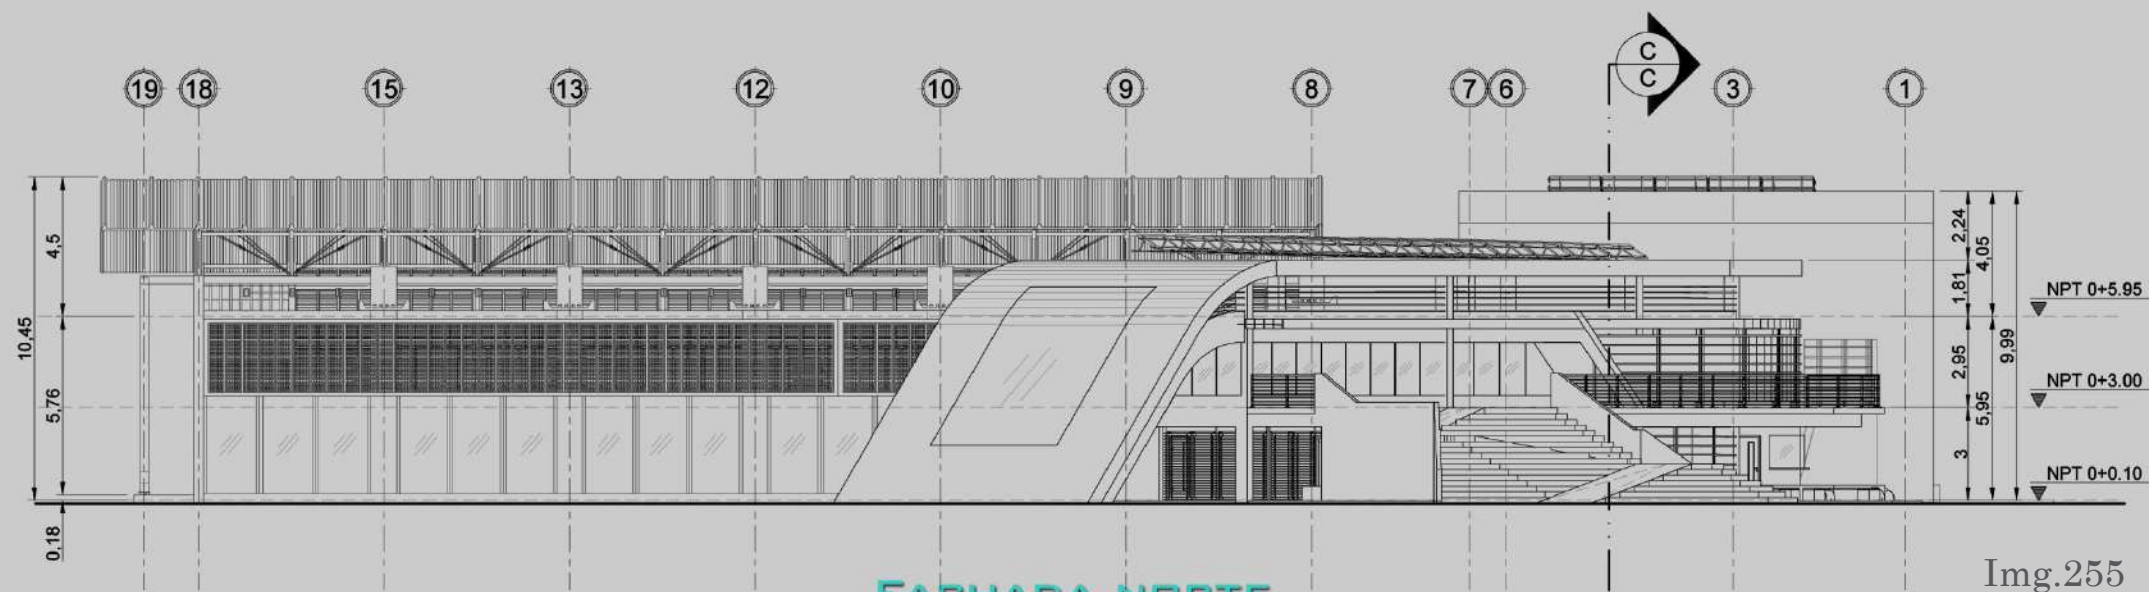 C
C
19 18 15 13 12 10 9 8 7 6 3 1
4,5
10,45
5,76
0,18
2,24
4,05
1,81
NPT 0+5.95
2,95
9,99
NPT 0+3.00
5,95
3
NPT 0+0.10
FACHADA NORTE
Img.255